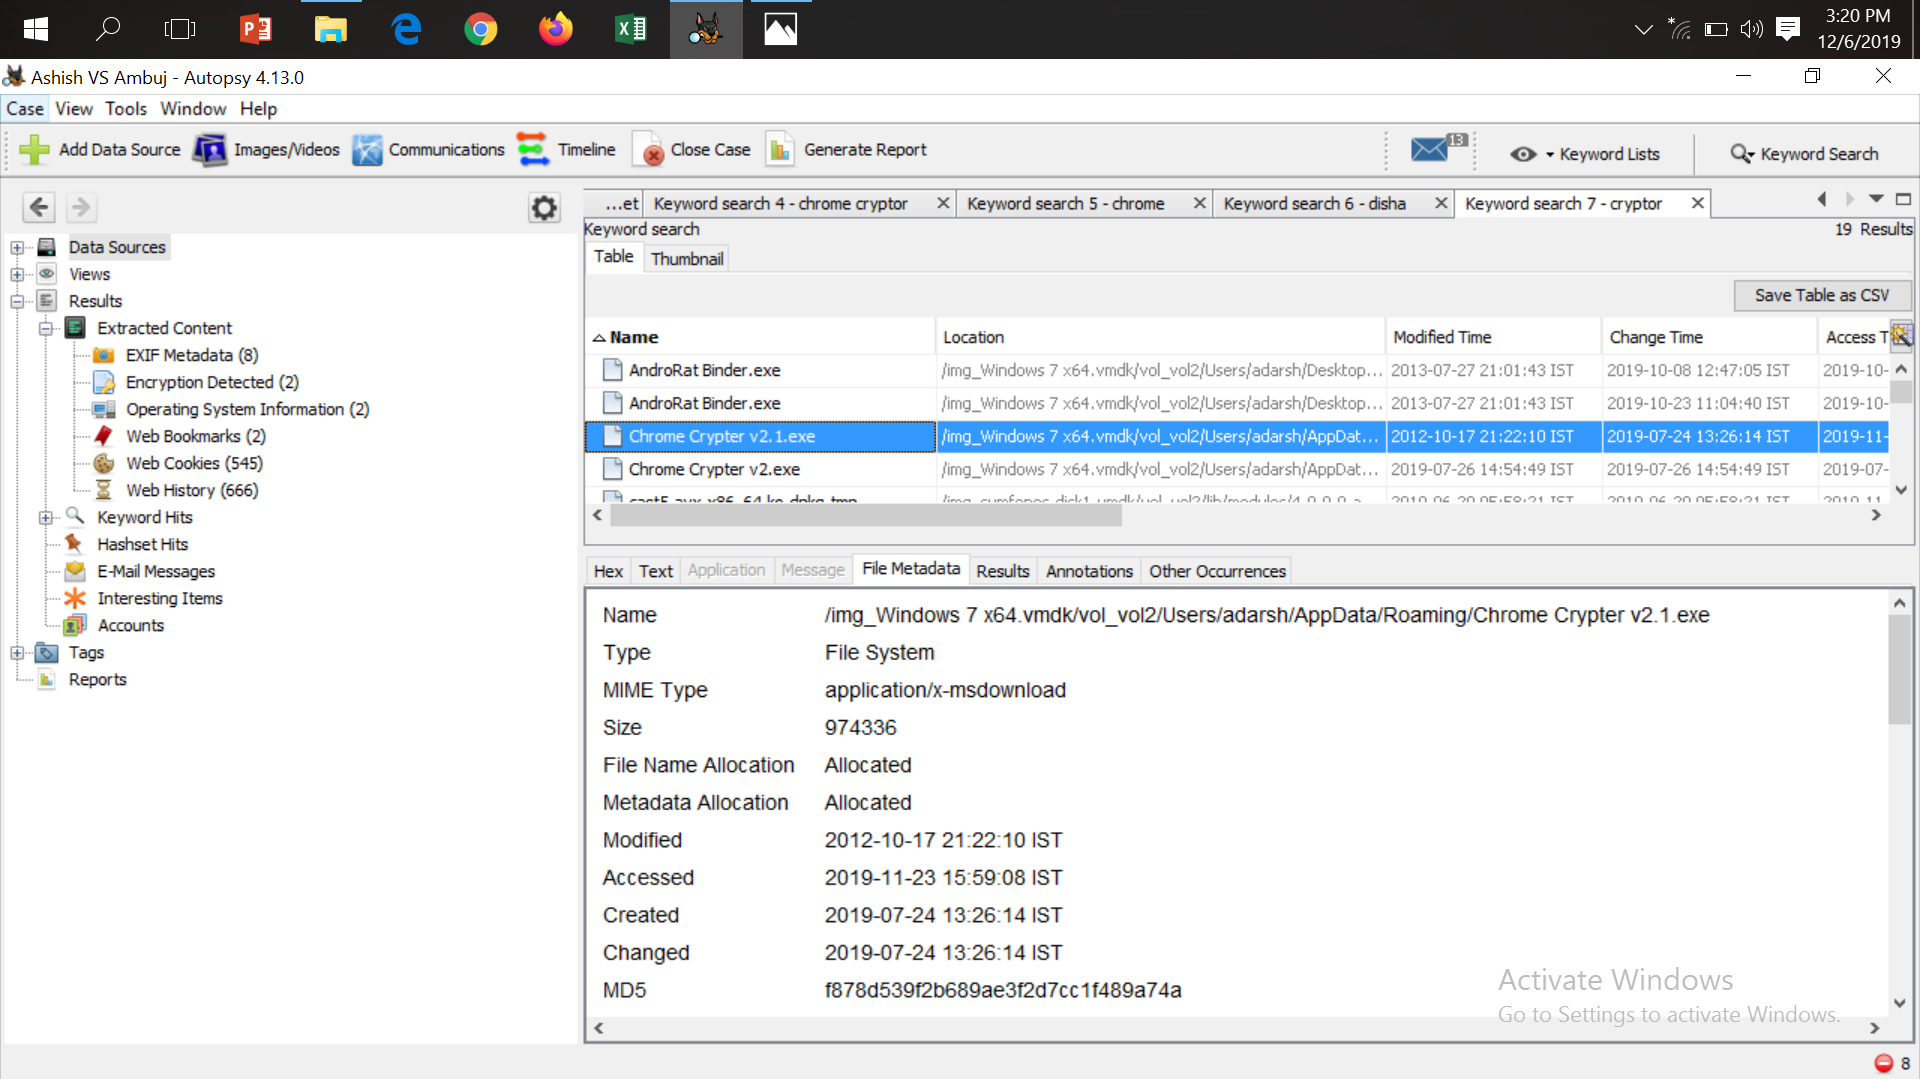 3:20 PM
12/6/2019
Ashish VS Ambuj - Autopsy 4.13.0
Case View Tools Window Help
Add Data Source Images/Videos Communications Timeline Close Case Generate Report 13 Keyword Lists Keyword Search
...et Keyword search 4 - chrome cryptor Keyword search 5 - chrome Keyword search 6 - disha Keyword search 7 - cryptor
Keyword search 19 Results
Table Thumbnail
Save Table as CSV
Data Sources
Views
Results
Extracted Content
EXIF Metadata (8)
Encryption Detected (2)
Operating System Information (2)
Web Bookmarks (2)
Web Cookies (545)
Web History (666)
Keyword Hits
Hashset Hits
E-Mail Messages
Interesting Items
Accounts
Tags
Reports
Name Location Modified Time Change Time Access T
AndroRat Binder.exe /img_Windows 7 x64.vmdk/vol_vol2/Users/adarsh/Desktop... 2013-07-27 21:01:43 IST 2019-10-08 12:47:05 IST 2019-10-
AndroRat Binder.exe /img_Windows 7 x64.vmdk/vol_vol2/Users/adarsh/Desktop... 2013-07-27 21:01:43 IST 2019-10-23 11:04:40 IST 2019-10-
Chrome Crypter v2.1.exe /img_Windows 7 x64.vmdk/vol_vol2/Users/adarsh/AppDat... 2012-10-17 21:22:10 IST 2019-07-24 13:26:14 IST 2019-11-
Chrome Crypter v2.exe /img_Windows 7 x64.vmdk/vol_vol2/Users/adarsh/AppDat... 2019-07-26 14:54:49 IST 2019-07-26 14:54:49 IST 2019-07-
Hex Text Application Message File Metadata Results Annotations Other Occurrences
Name /img_Windows 7 x64.vmdk/vol_vol2/Users/adarsh/AppData/Roaming/Chrome Crypter v2.1.exe
Type File System
MIME Type application/x-msdownload
Size 974336
File Name Allocation Allocated
Metadata Allocation Allocated
Modified 2012-10-17 21:22:10 IST
Accessed 2019-11-23 15:59:08 IST
Created 2019-07-24 13:26:14 IST
Changed 2019-07-24 13:26:14 IST
MD5 f878d539f2b689ae3f2d7cc1f489a74a
Activate Windows
Go to Settings to activate Windows.
8